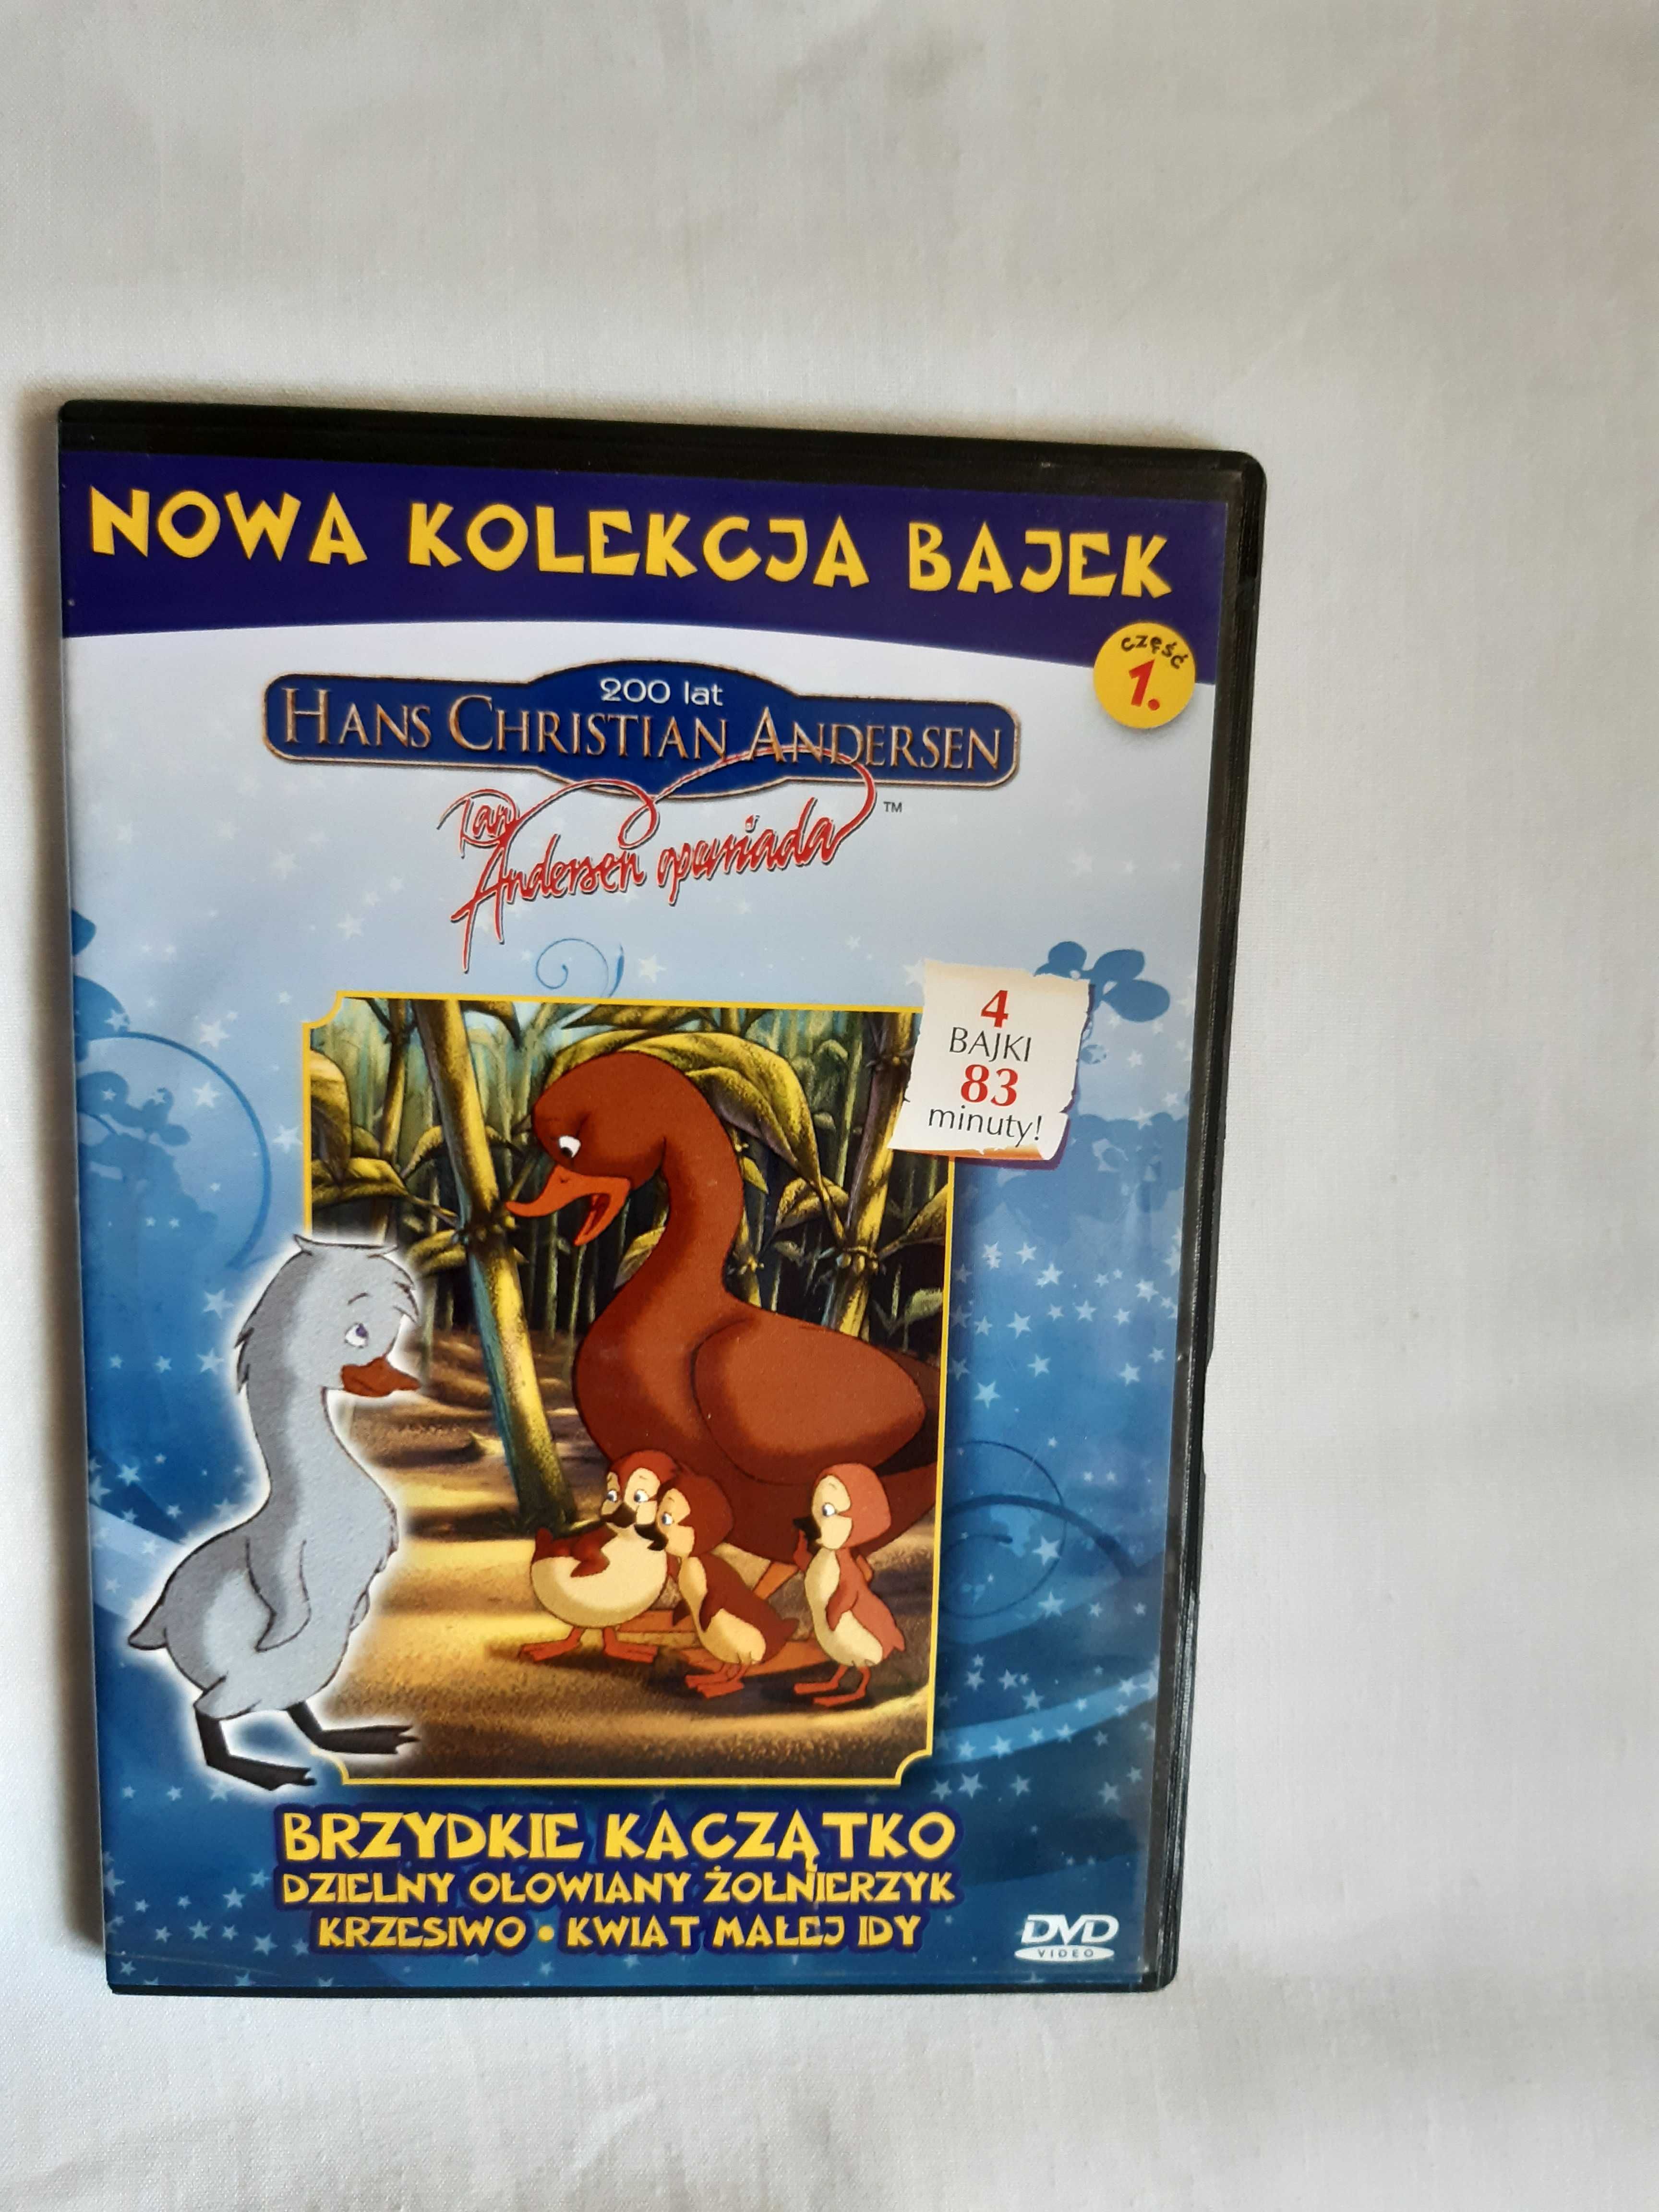 NOWA KOLEKCJA BAJEK
część
1.
200 lat
HANS CHRISTIAN ANDERSEN
Pan
Andersen opowiada
™
4
BAJKI
83
minuty!
BRZYDKIE KACZĄTKO
DZIELNY OŁOWIANY ŻOŁNIERZYK
KRZESIWO • KWIAT MAŁEJ IDY
DVD
VIDEO